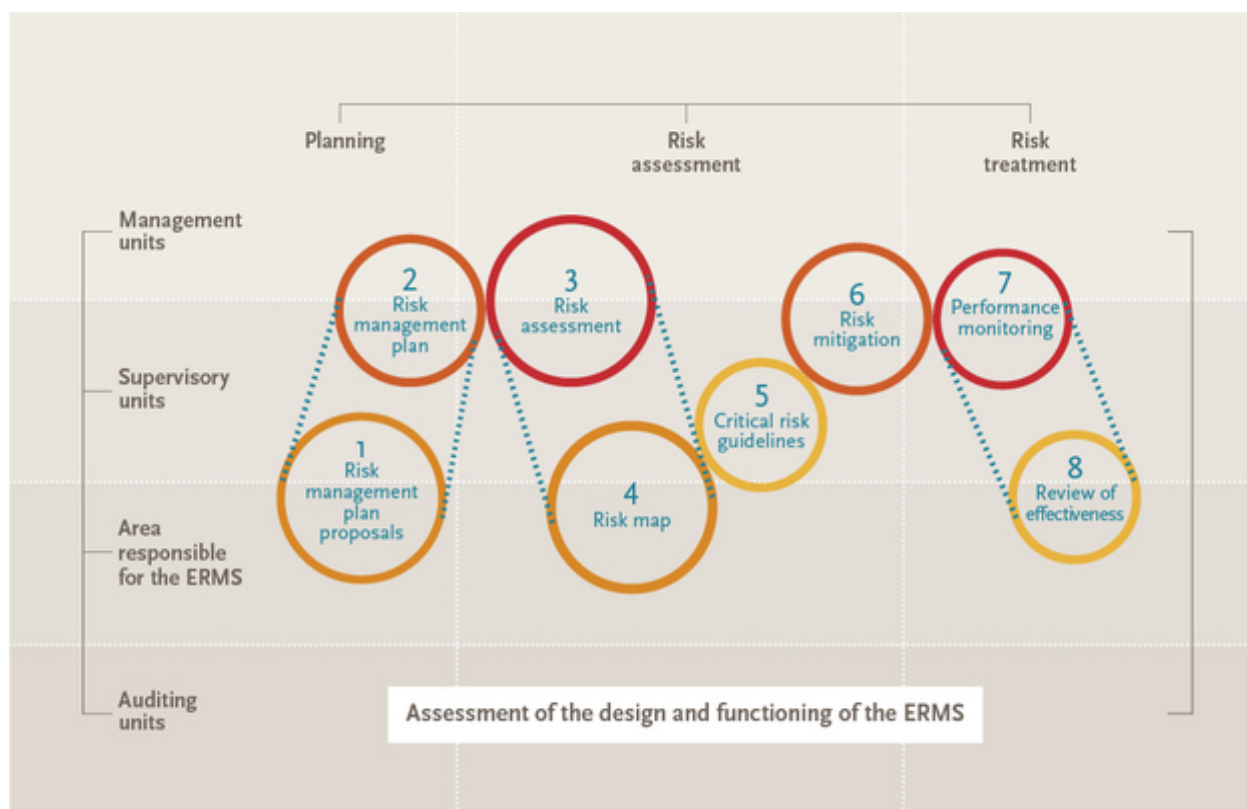 Planning
Risk
assessment
Risk
treatment
Management
units
Supervisory
units
Area
responsible
for the ERMS
Auditing
units
1
Risk
management
plan
proposals
2
Risk
management
plan
3
Risk
assessment
4
Risk map
5
Critical risk
guidelines
6
Risk
mitigation
7
Performance
monitoring
8
Review of
effectiveness
Assessment of the design and functioning of the ERMS